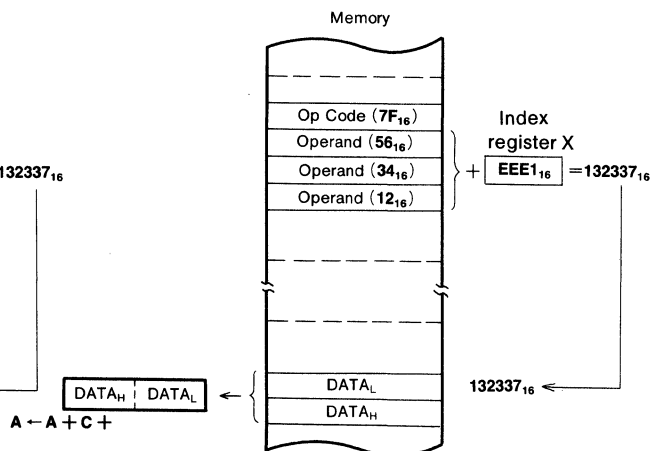 Memory
Op Code (7F₁₆)
Operand (56₁₆)
Operand (34₁₆)
Operand (12₁₆)
Index
register X
+ EEE1₁₆ =132337₁₆
132337₁₆
DATAL
DATAH
132337₁₆
DATAH DATAL ←
A←A+C+